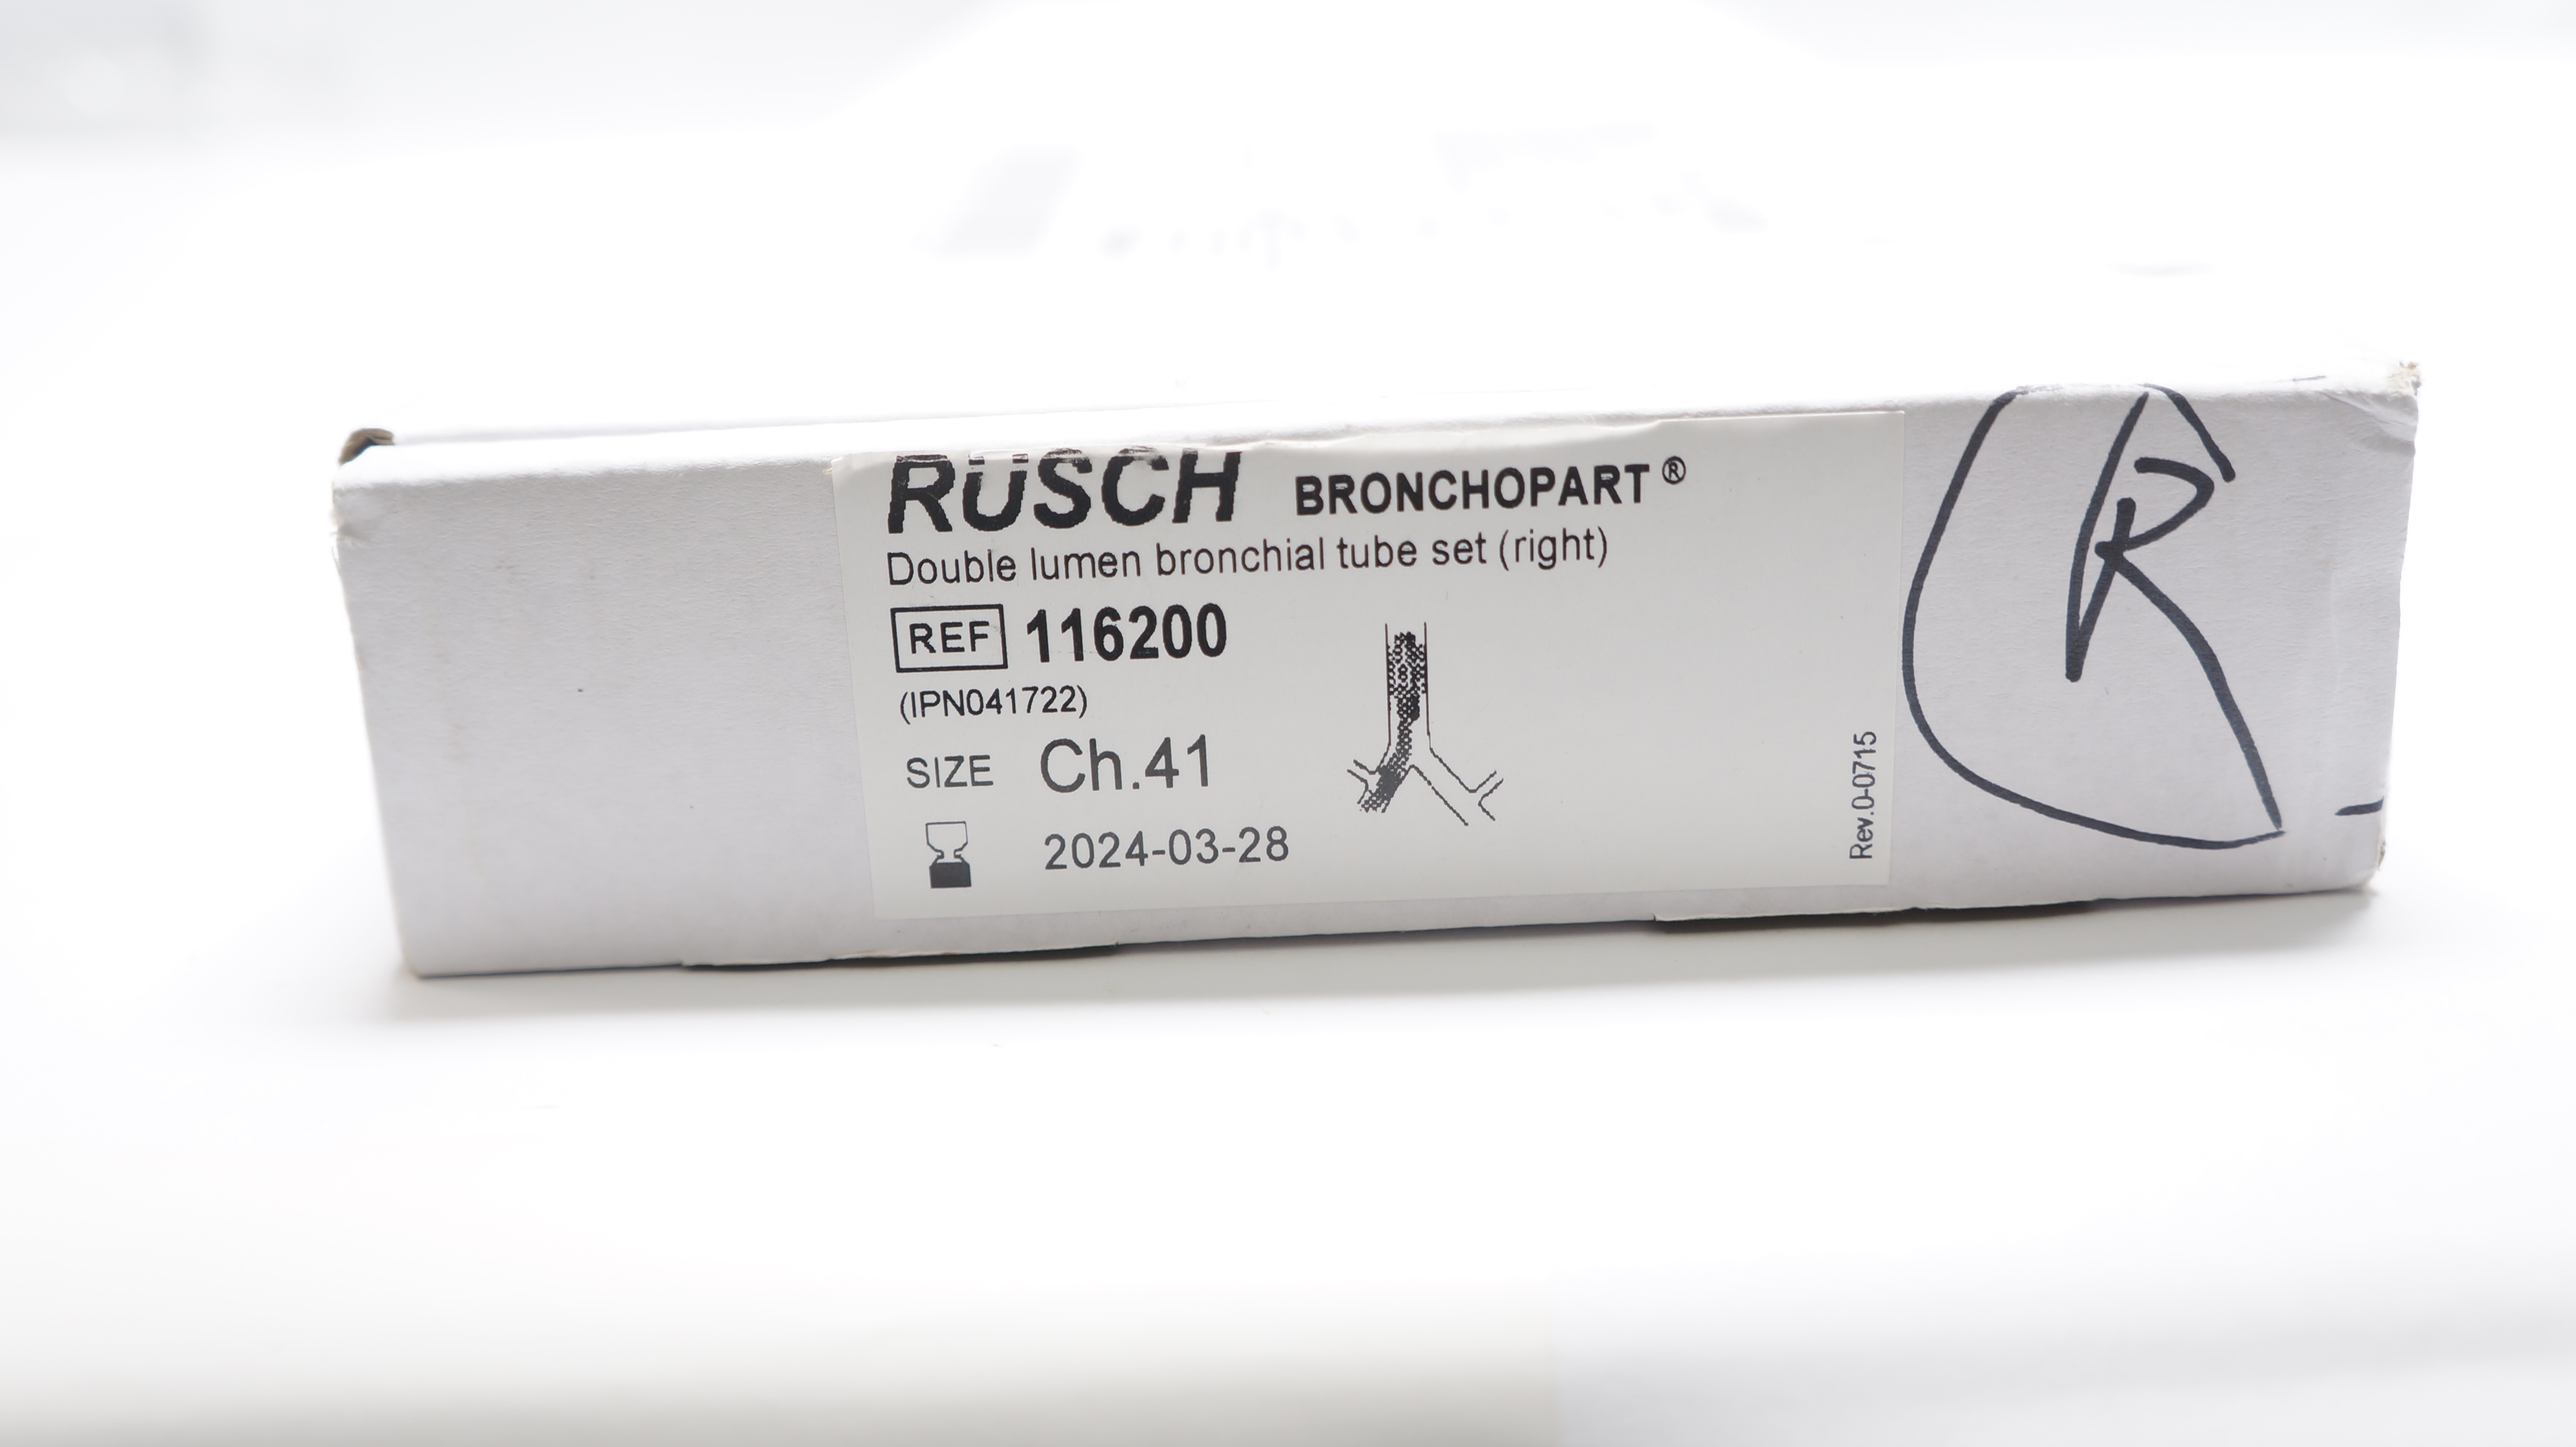 RÜSCH BRONCHOPART ®
Double lumen bronchial tube set (right)
REF 116200
(IPN041722)
SIZE Ch.41
2024-03-28
Rev.0-0715
R